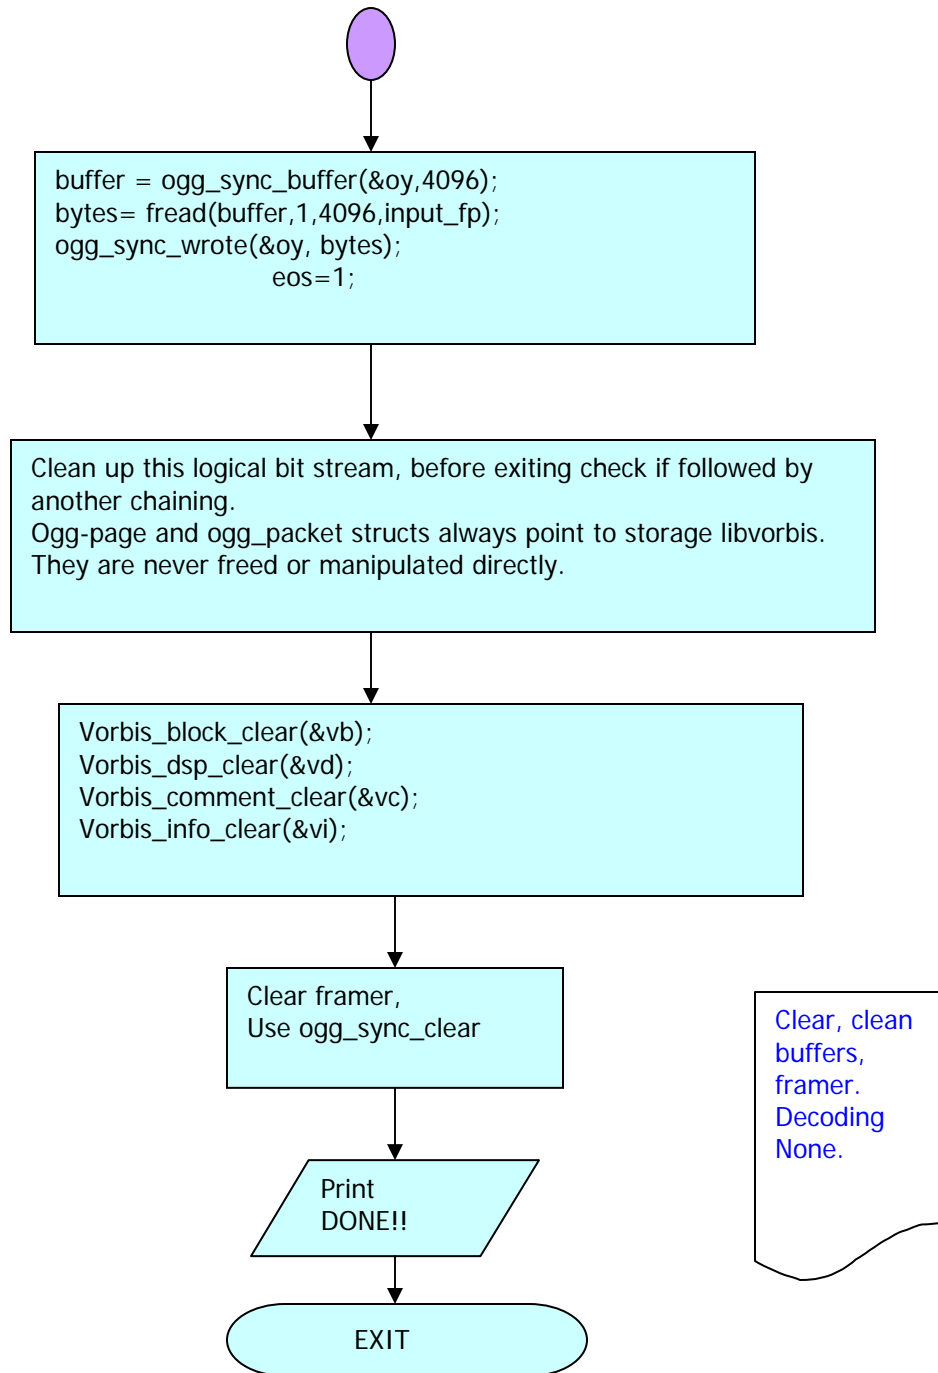 buffer = ogg_sync_buffer(&oy,4096);
bytes= fread(buffer,1,4096,input_fp);
ogg_sync_wrote(&oy, bytes);
eos=1;
Clean up this logical bit stream, before exiting check if followed by
another chaining.
Ogg-page and ogg_packet structs always point to storage libvorbis.
They are never freed or manipulated directly.
Vorbis_block_clear(&vb);
Vorbis_dsp_clear(&vd);
Vorbis_comment_clear(&vc);
Vorbis_info_clear(&vi);
Clear framer,
Use ogg_sync_clear
Clear, clean
buffers,
framer.
Decoding
None.
Print
DONE!!
EXIT